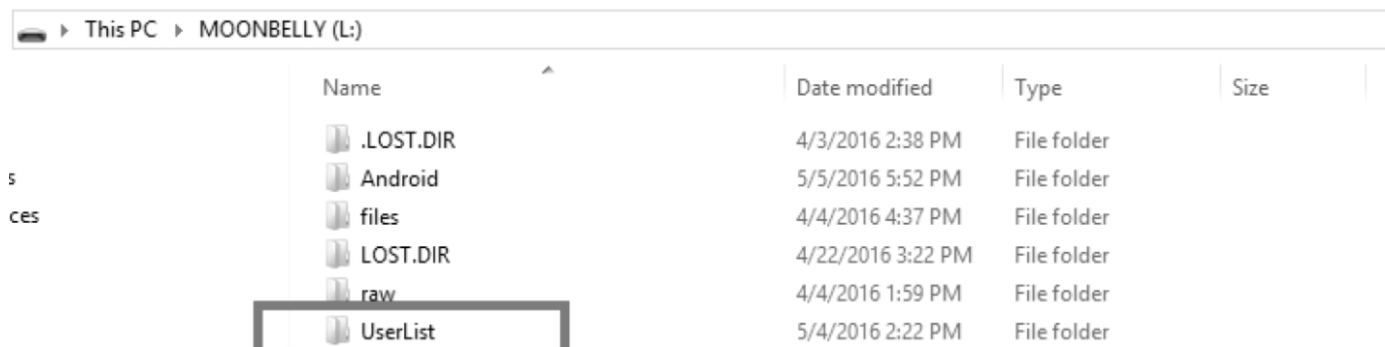 This PC MOONBELLY (L:)
Name Date modified Type Size
.LOST.DIR 4/3/2016 2:38 PM File folder
s
Android 5/5/2016 5:52 PM File folder
ces
files 4/4/2016 4:37 PM File folder
LOST.DIR 4/22/2016 3:22 PM File folder
raw 4/4/2016 1:59 PM File folder
UserList 5/4/2016 2:22 PM File folder